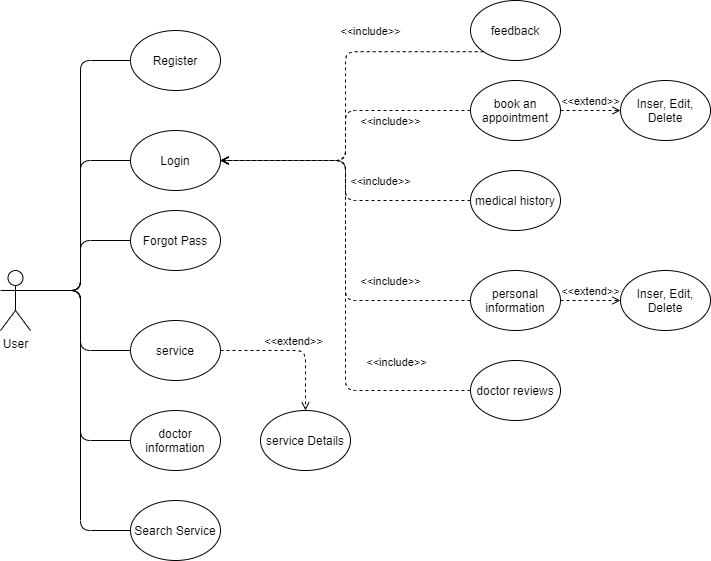 <<include>>
feedback
Register
book an
appointment
<<extend>>
Inser, Edit,
Delete
<<include>>
Login
<<include>>
medical history
Forgot Pass
<<include>>
personal
information
<<extend>>
Inser, Edit,
Delete
User
service
<<extend>>
<<include>>
doctor reviews
doctor
information
service Details
Search Service